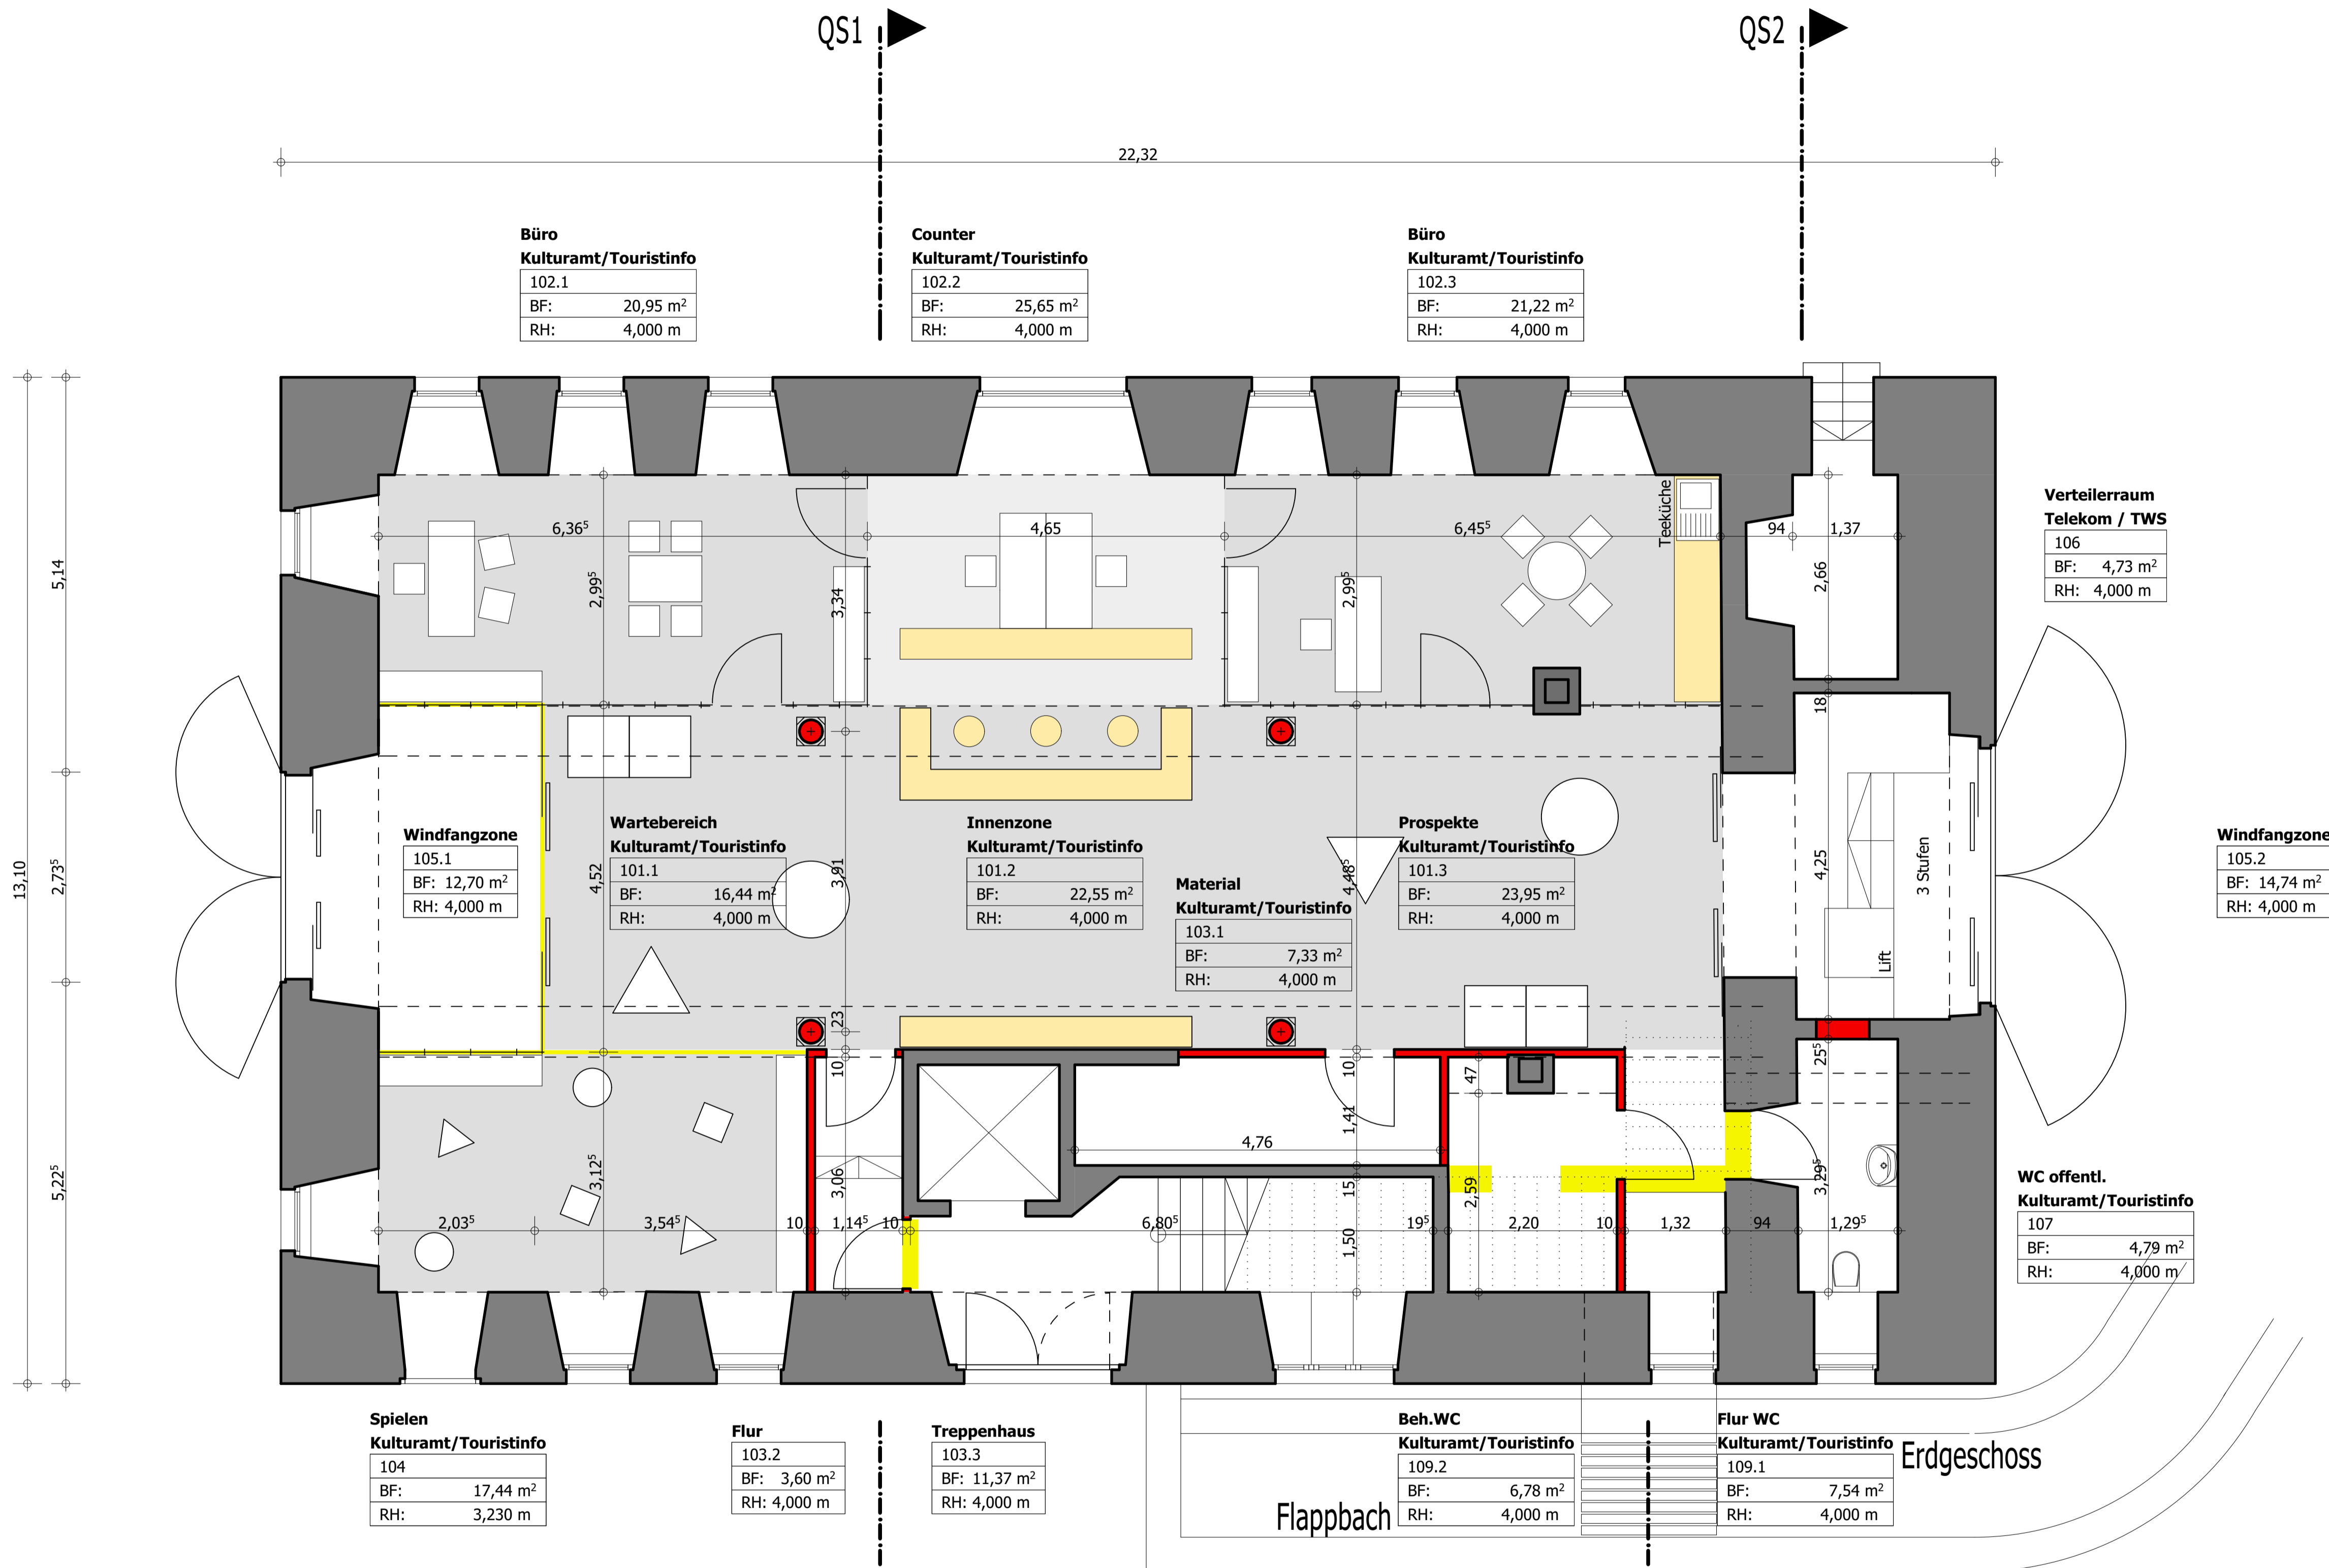 QS1
QS2
22,32
Büro
Kulturamt/Touristinfo
102.1
BF: 20,95 m²
RH: 4,000 m
Counter
Kulturamt/Touristinfo
102.2
BF: 25,65 m²
RH: 4,000 m
Büro
Kulturamt/Touristinfo
102.3
BF: 21,22 m²
RH: 4,000 m
Verteilerraum
Telekom / TWS
106
BF: 4,73 m²
RH: 4,000 m
13,10
5,14
2,73⁵
5,22⁵
6,36⁵
4,65
6,45⁵
94
1,37
Teeküche
2,99⁵
3,34
2,99⁵
2,66
18
Windfangzone
105.1
BF: 12,70 m²
RH: 4,000 m
Wartebereich
Kulturamt/Touristinfo
101.1
BF: 16,44 m²
RH: 4,000 m
Innenzone
Kulturamt/Touristinfo
101.2
BF: 22,55 m²
RH: 4,000 m
Material
Kulturamt/Touristinfo
103.1
BF: 7,33 m²
RH: 4,000 m
Prospekte
Kulturamt/Touristinfo
101.3
BF: 23,95 m²
RH: 4,000 m
Windfangzone
105.2
BF: 14,74 m²
RH: 4,000 m
4,52
3,91
4,48⁵
4,25
3 Stufen
Lift
23
10
10
47
25⁵
1,41
4,76
3,12⁵
3,06
15
2,59
3,29⁵
2,03⁵
3,54⁵
10
1,14⁵
10
6,80⁵
19⁵
2,20
10
1,32
94
1,29⁵
1,50
WC offentl.
Kulturamt/Touristinfo
107
BF: 4,79 m²
RH: 4,000 m
Spielen
Kulturamt/Touristinfo
104
BF: 17,44 m²
RH: 3,230 m
Flur
103.2
BF: 3,60 m²
RH: 4,000 m
Treppenhaus
103.3
BF: 11,37 m²
RH: 4,000 m
Beh.WC
Kulturamt/Touristinfo
109.2
BF: 6,78 m²
RH: 4,000 m
Flur WC
Kulturamt/Touristinfo
109.1
BF: 7,54 m²
RH: 4,000 m
Erdgeschoss
Flappbach